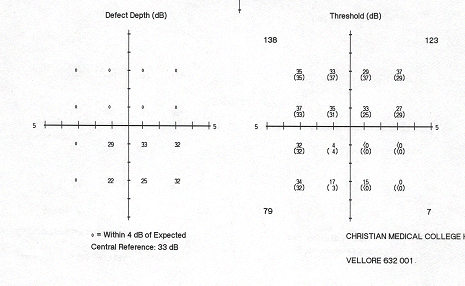 Defect Depth (dB)
Threshold (dB)
138
123
35 33 29 37
(35) (37) (37) (29)
37 35 33 27
(33) (31) (25) (29)
5 5 5 5
29 33 32
32 4 (0 (0
(32) ( 4) ((0) ((0)
22 25 32
34 17 15 0
(32) ( 3) ((0) ((0)
79
7
= Within 4 dB of Expected
Central Reference: 33 dB
CHRISTIAN MEDICAL COLLEGE
VELLORE 632 001.